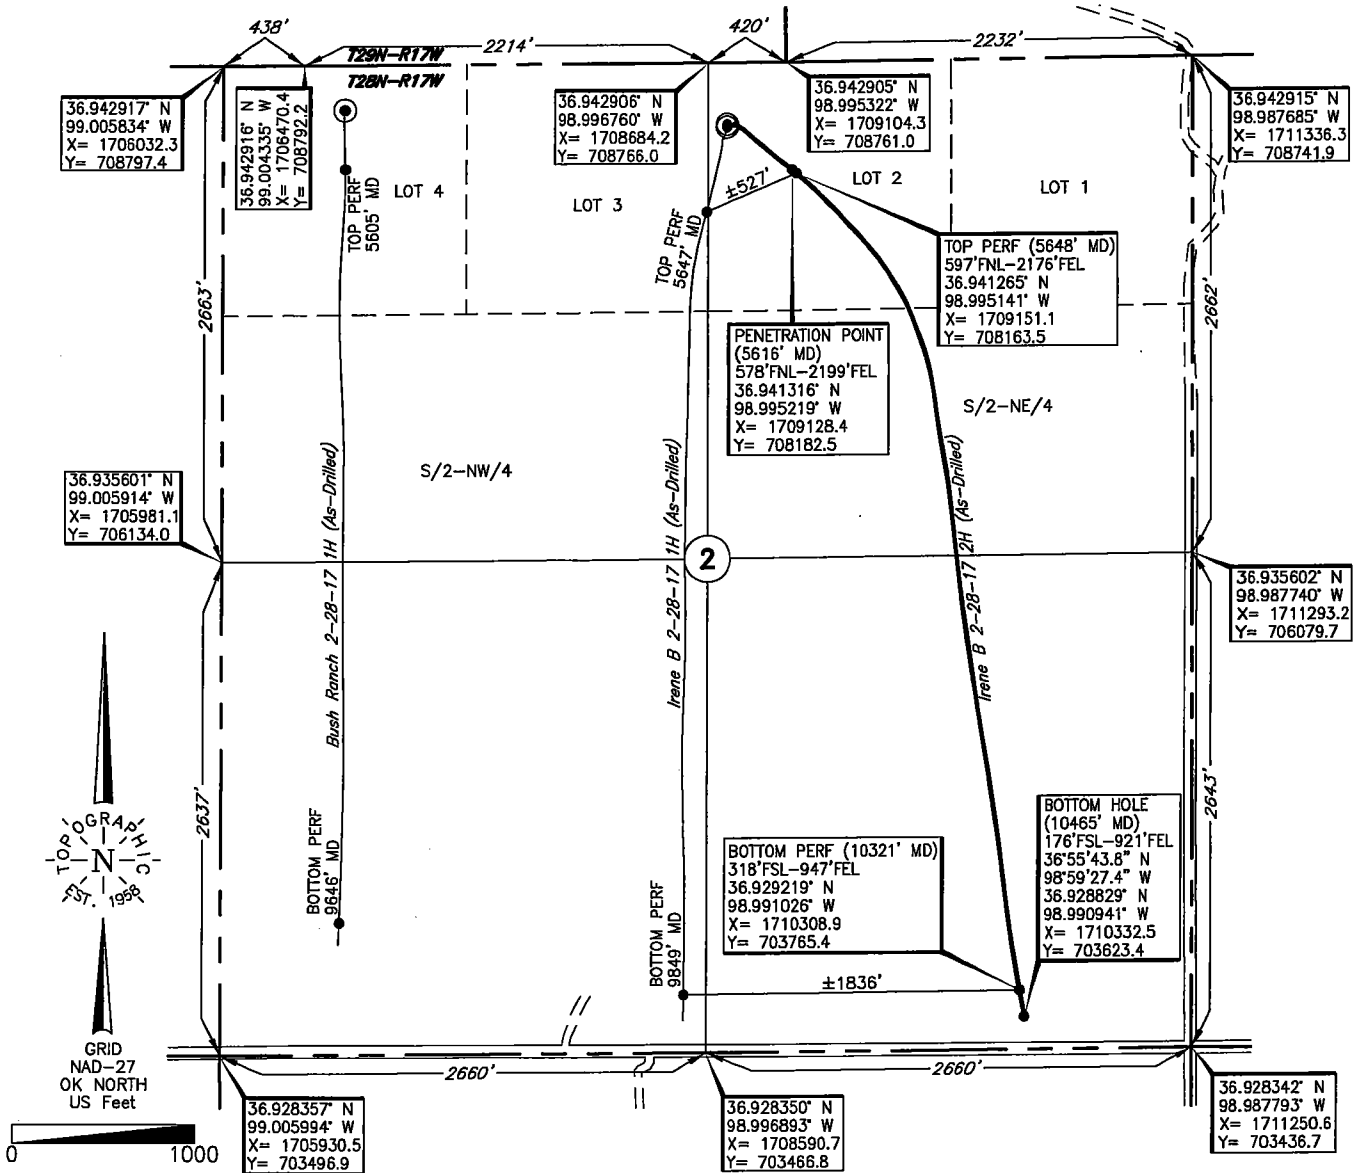 438'
2214'
420'
2232'
T29N-R17W
T28N-R17W
36.942917° N
99.005834° W
X= 1706032.3
Y= 708797.4
36.942916° N
99.004335° W
X= 1706470.4
Y= 708792.2
36.942906° N
98.996760° W
X= 1708684.2
Y= 708766.0
36.942905° N
98.995322° W
X= 1709104.3
Y= 708761.0
36.942915° N
98.987685° W
X= 1711336.3
Y= 708741.9
LOT 4
LOT 3
LOT 2
LOT 1
±527'
TOP PERF
5605' MD
TOP PERF
5647' MD
TOP PERF (5648' MD)
597'FNL-2176'FEL
36.941265° N
98.995141° W
X= 1709151.1
Y= 708163.5
2663'
2662'
PENETRATION POINT
(5616' MD)
578'FNL-2199'FEL
36.941316° N
98.995219° W
X= 1709128.4
Y= 708182.5
S/2-NE/4
S/2-NW/4
36.935601° N
99.005914° W
X= 1705981.1
Y= 706134.0
Bush Ranch 2-28-17 1H (As-Drilled)
Irene B 2-28-17 1H (As-Drilled)
Irene B 2-28-17 2H (As-Drilled)
2
36.935602° N
98.987740° W
X= 1711293.2
Y= 706079.7
2637'
2643'
TOPOGRAPHIC
N
EST. 1958
BOTTOM PERF
9646' MD
BOTTOM PERF
9849' MD
BOTTOM PERF (10321' MD)
318'FSL-947'FEL
36.929219° N
98.991026° W
X= 1710308.9
Y= 703765.4
BOTTOM HOLE
(10465' MD)
176'FSL-921'FEL
36°55'43.8" N
98°59'27.4" W
36.928829° N
98.990941° W
X= 1710332.5
Y= 703623.4
±1836'
GRID
NAD-27
OK NORTH
US Feet
0
1000
2660'
2660'
36.928357° N
99.005994° W
X= 1705930.5
Y= 703496.9
36.928350° N
98.996893° W
X= 1708590.7
Y= 703466.8
36.928342° N
98.987793° W
X= 1711250.6
Y= 703436.7